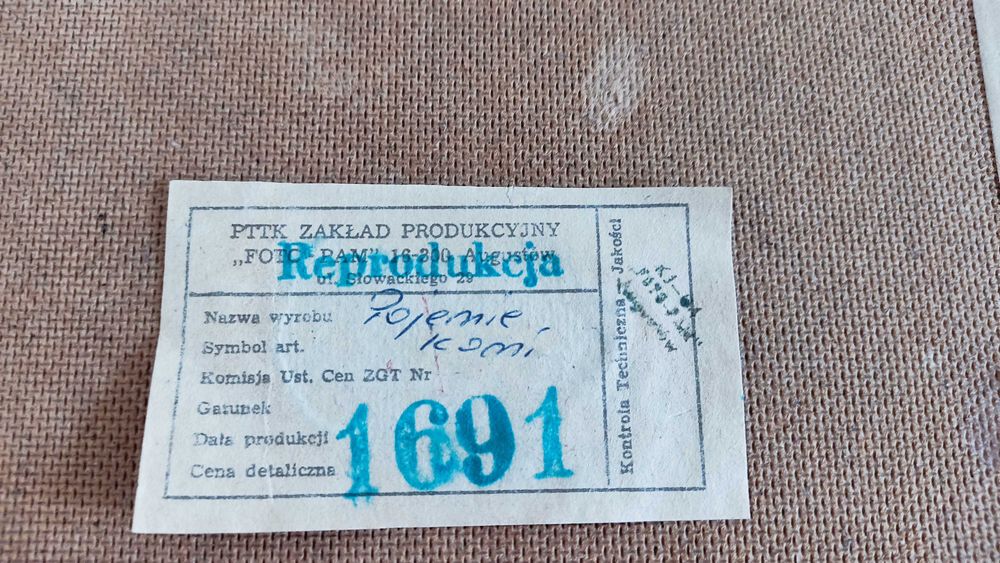 PTTK ZAKŁAD PRODUKCYJNY
„FOTO PAM” 16-300 Augustów
Reprodukcja
ul. Słowackiego 29
Nazwa wyrobu Pojenie
Symbol art. koni
Komisja Ust. Cen ZGT Nr
Gatunek
Data produkcji
Cena detaliczna
1691
Kontrola Techniczna Jakości